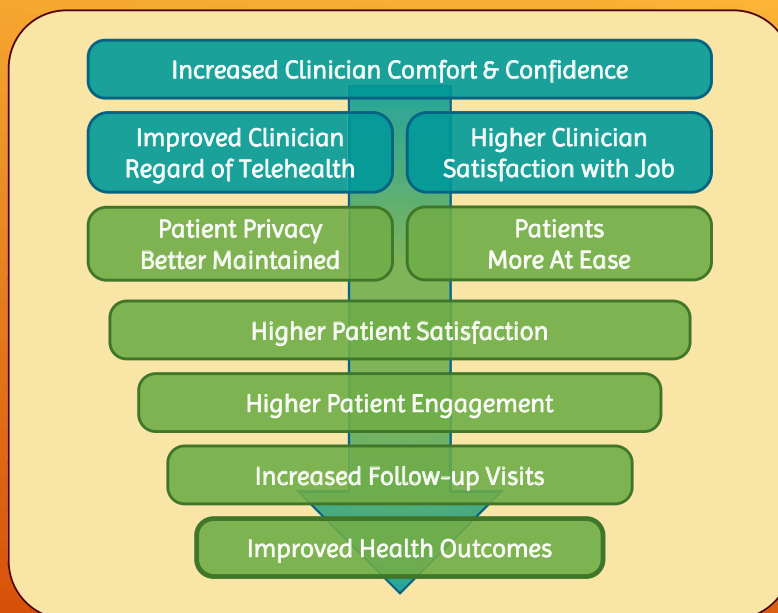 Increased Clinician Comfort & Confidence
Improved Clinician
Regard of Telehealth
Higher Clinician
Satisfaction with Job
Patient Privacy
Better Maintained
Patients
More At Ease
Higher Patient Satisfaction
Higher Patient Engagement
Increased Follow-up Visits
Improved Health Outcomes